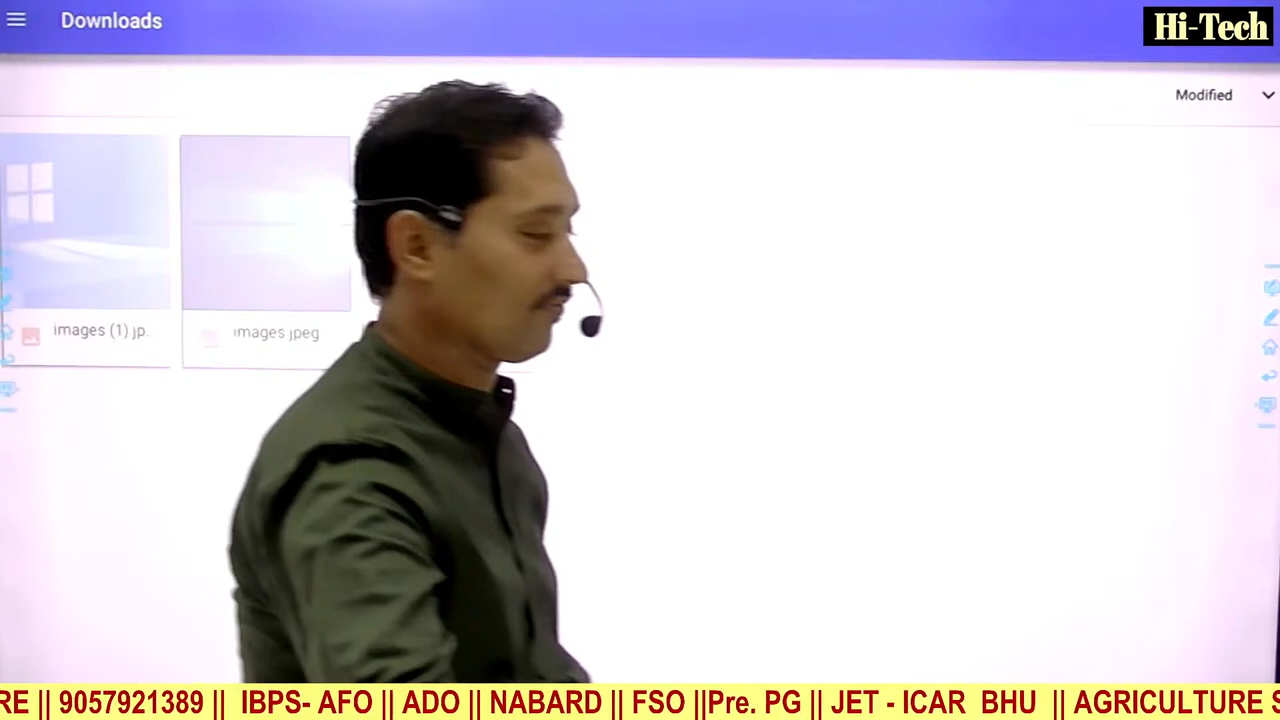 Downloads
Hi-Tech
Modified
images (1) jp..
images jpeg
RE || 9057921389 || IBPS- AFO || ADO || NABARD || FSO ||Pre. PG || JET - ICAR BHU || AGRICULTURE S